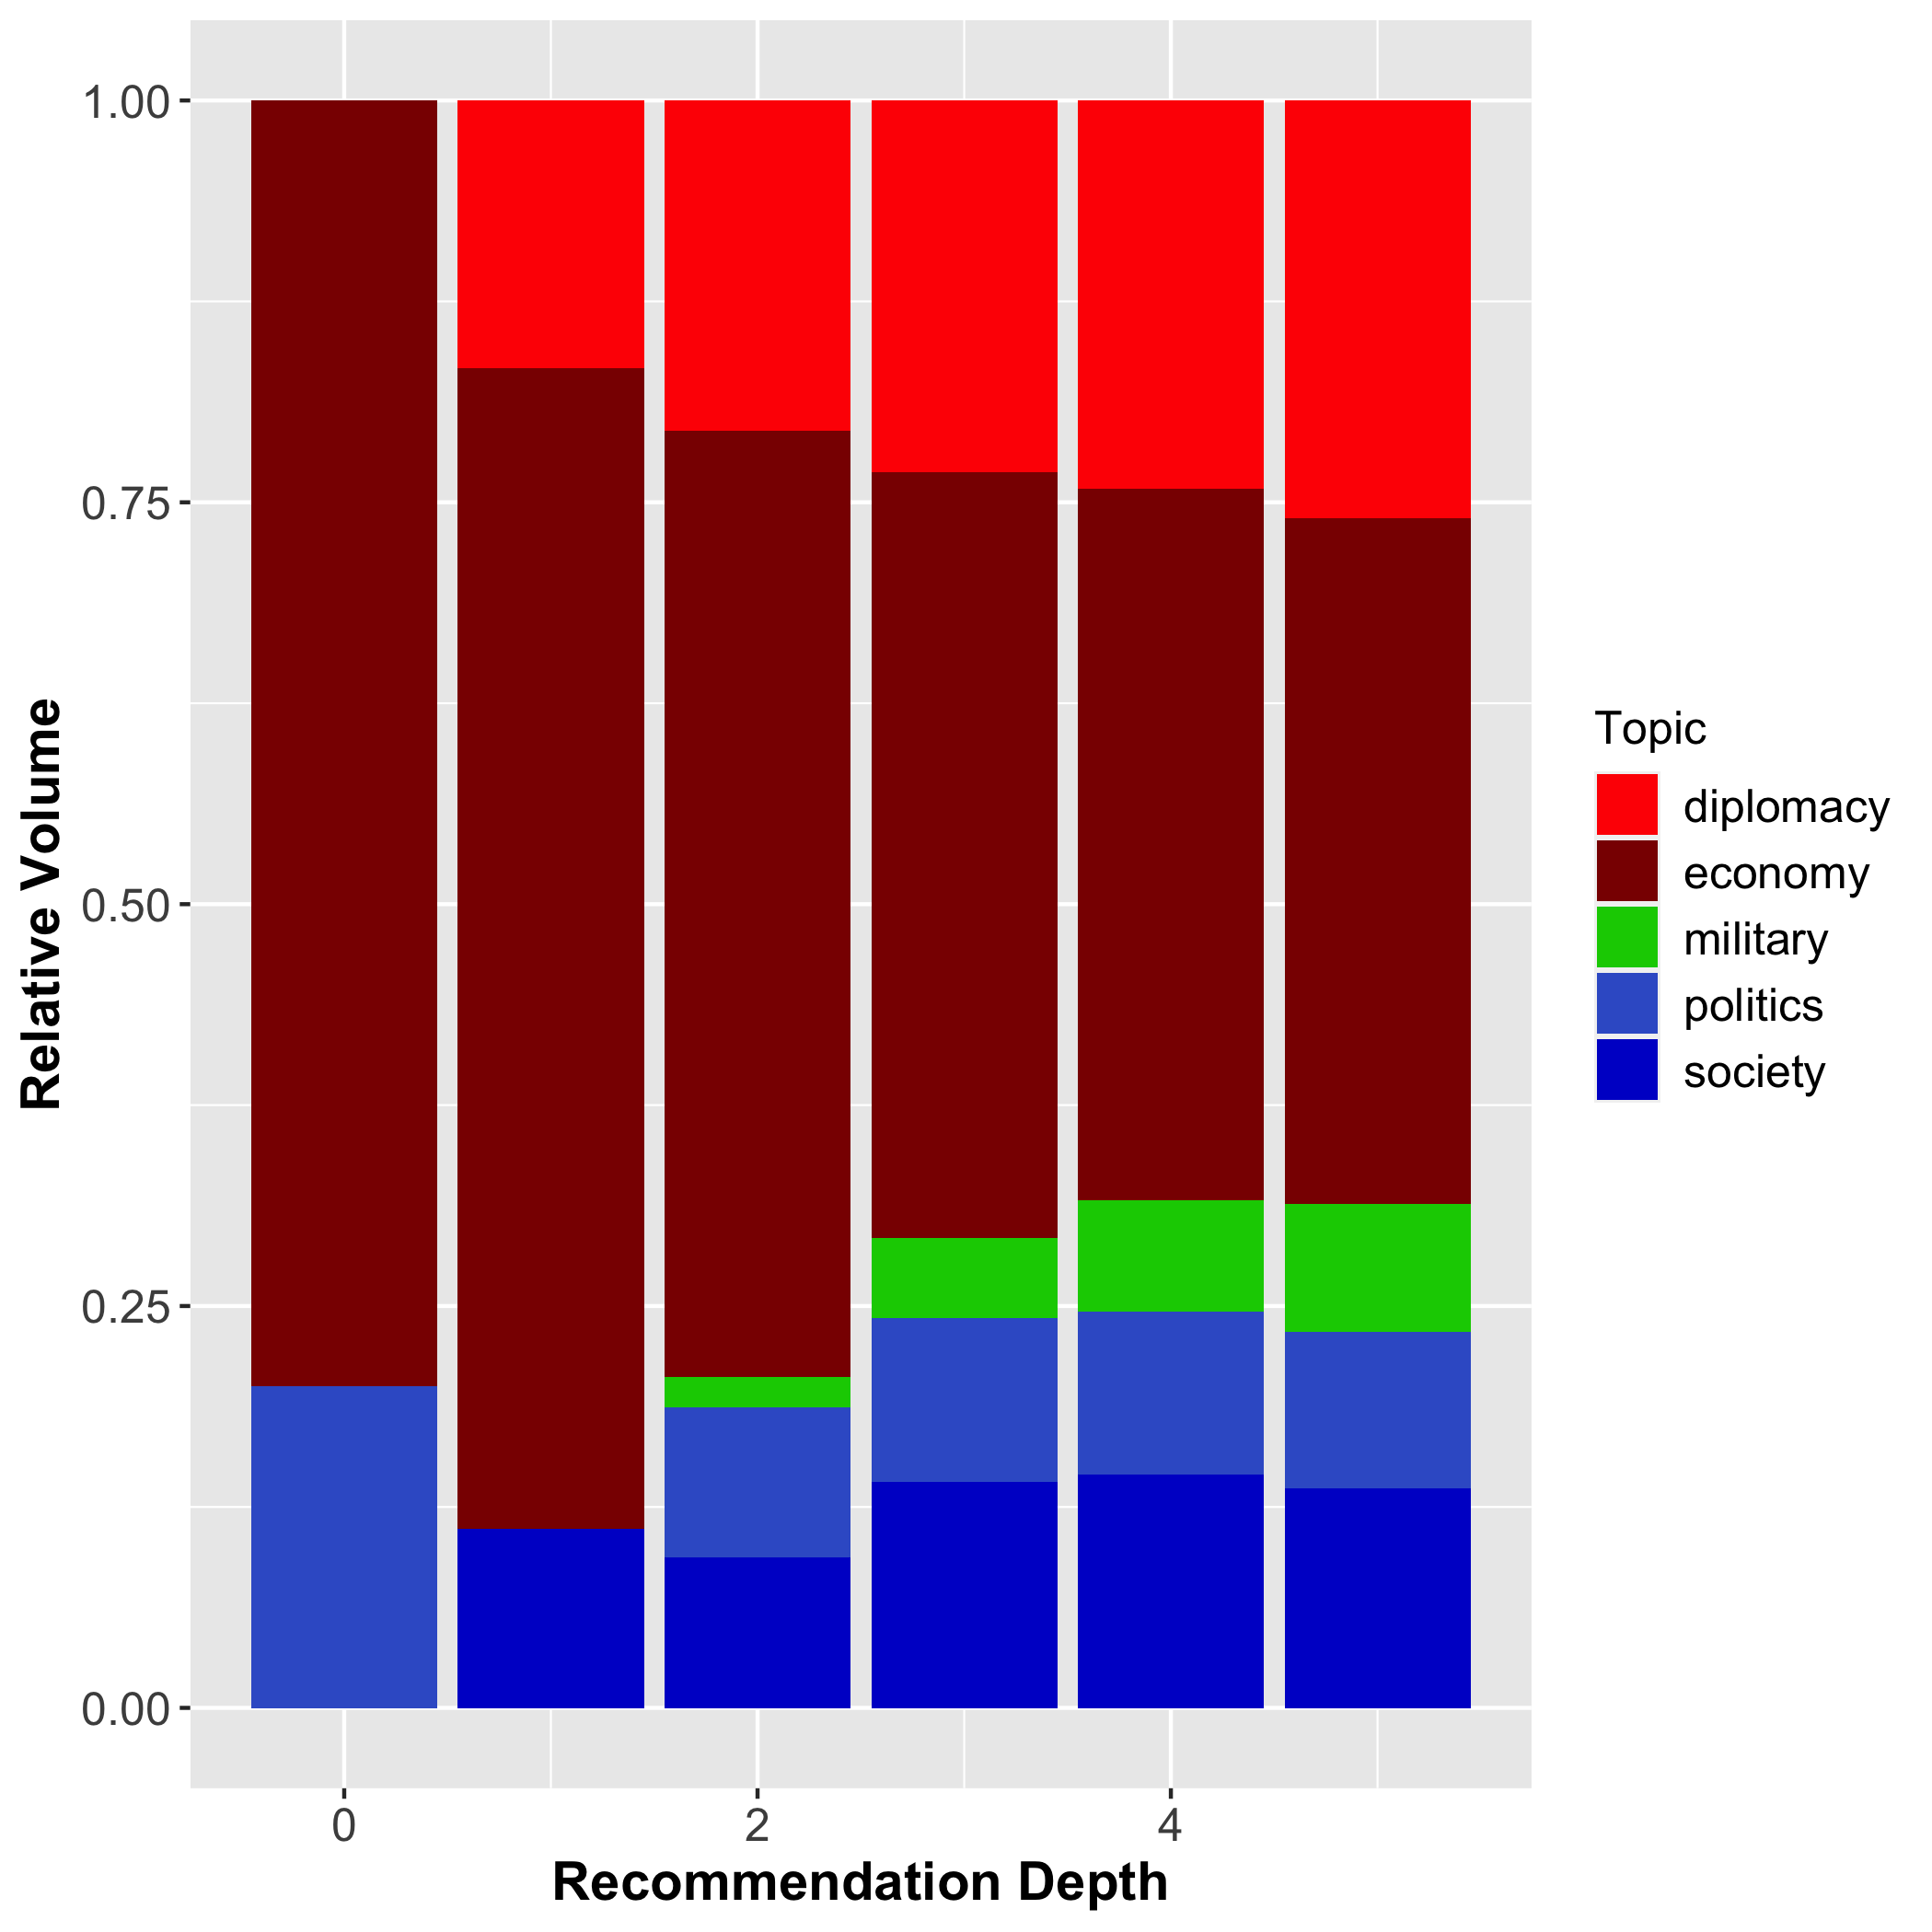 Relative Volume
1.00
0.75
0.50
0.25
0.00
0
2
4
Recommendation Depth
Topic
diplomacy
economy
military
politics
society